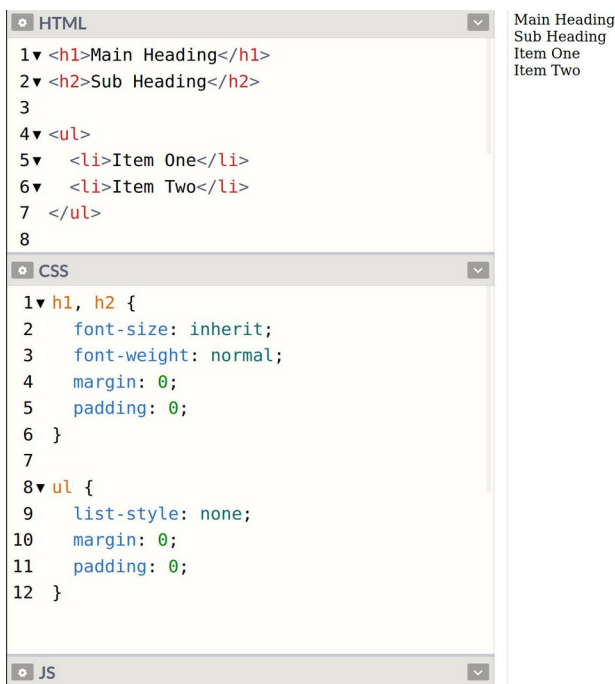 HTML
1 <h1>Main Heading</h1>
2 <h2>Sub Heading</h2>
3
4 <ul>
5 <li>Item One</li>
6 <li>Item Two</li>
7 </ul>
8
CSS
1 h1, h2 {
2 font-size: inherit;
3 font-weight: normal;
4 margin: 0;
5 padding: 0;
6 }
7
8 ul {
9 list-style: none;
10 margin: 0;
11 padding: 0;
12 }
JS
Main Heading
Sub Heading
Item One
Item Two